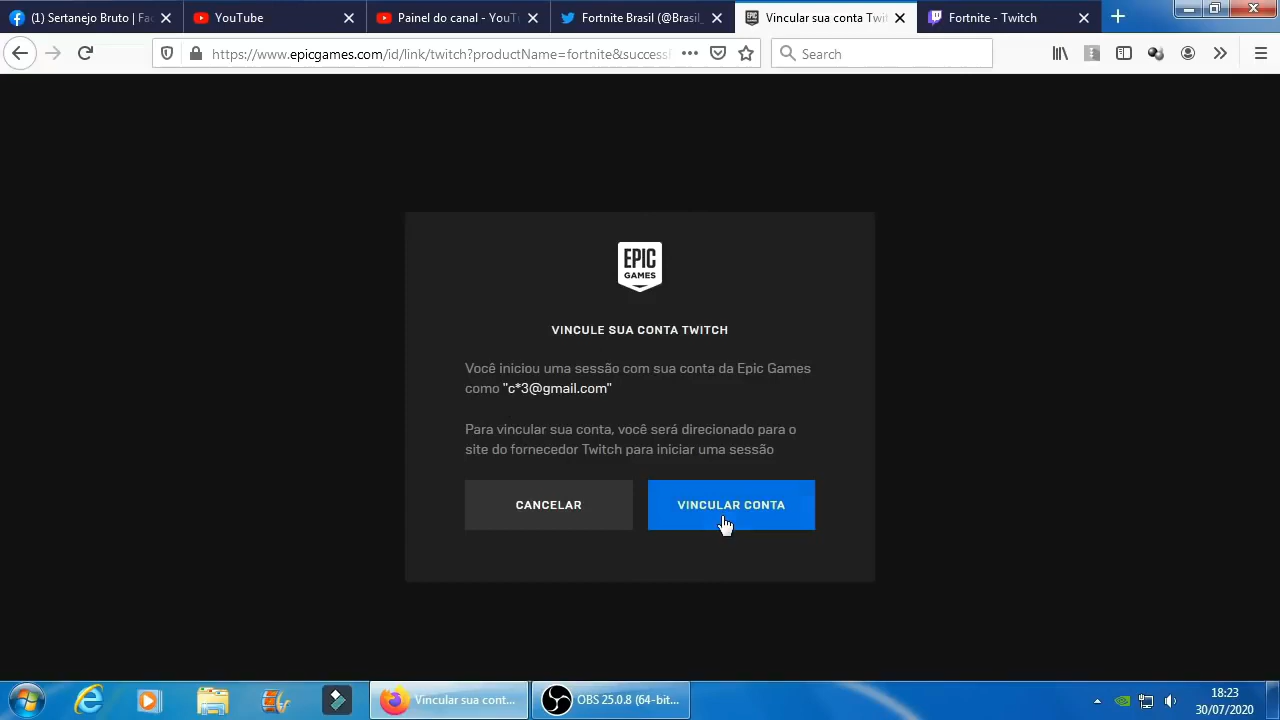 (1) Sertanejo Bruto | Fac
YouTube
Painel do canal - YouT
Fortnite Brasil (@Brasil_
Vincular sua conta Twit
Fortnite - Twitch
https://www.epicgames.com/id/link/twitch?productName=fortnite&success
Search
EPIC
GAMES
VINCULE SUA CONTA TWITCH
Você iniciou uma sessão com sua conta da Epic Games
como "c*3@gmail.com"
Para vincular sua conta, você será direcionado para o
site do fornecedor Twitch para iniciar uma sessão
CANCELAR
VINCULAR CONTA
Vincular sua cont...
OBS 25.0.8 (64-bit...
18:23
30/07/2020